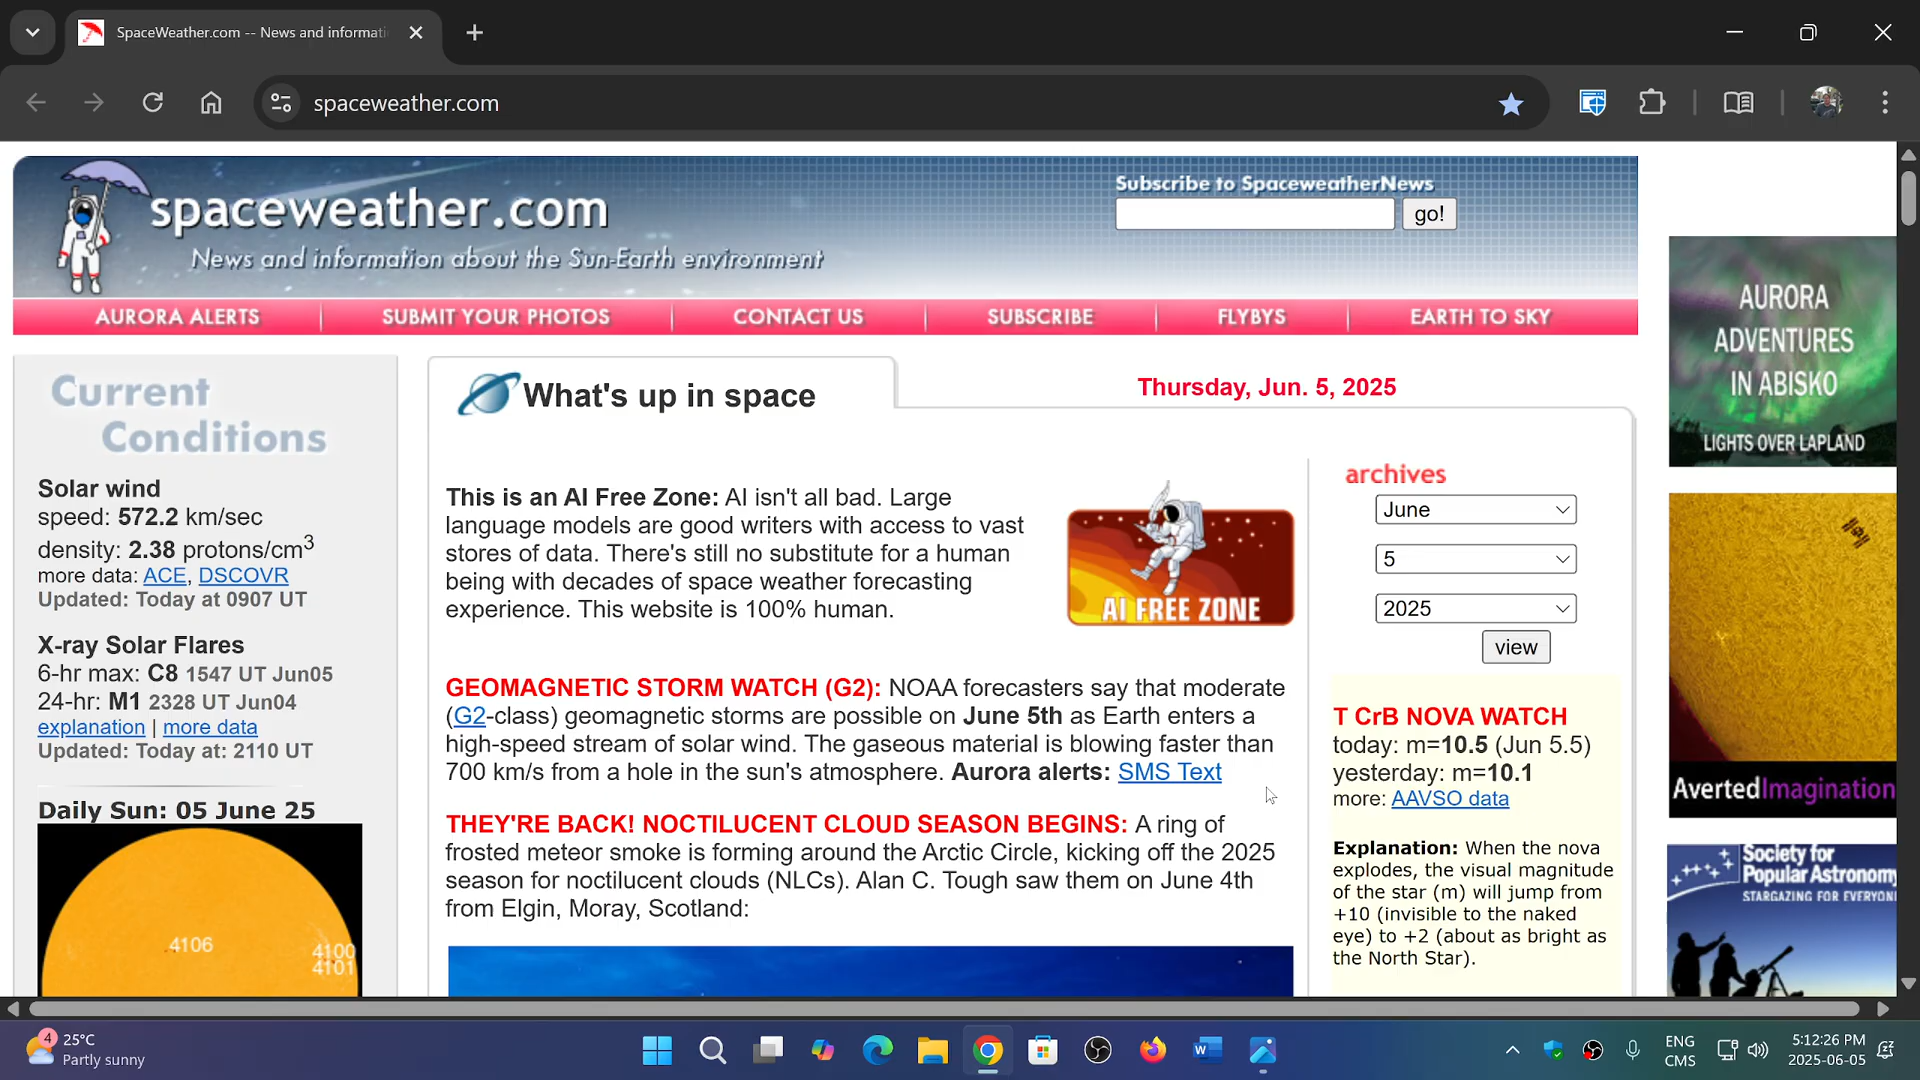 SpaceWeather.com -- News and informati
spaceweather.com
spaceweather.com
News and information about the Sun-Earth environment
Subscribe to SpaceweatherNews
go!
AURORA ALERTS
SUBMIT YOUR PHOTOS
CONTACT US
SUBSCRIBE
FLYBYS
EARTH TO SKY
Current
Conditions
Solar wind
speed: 572.2 km/sec
density: 2.38 protons/cm3
more data: ACE, DSCOVR
Updated: Today at 0907 UT
X-ray Solar Flares
6-hr max: C8 1547 UT Jun05
24-hr: M1 2328 UT Jun04
explanation | more data
Updated: Today at: 2110 UT
Daily Sun: 05 June 25
4106
4100
4101
What's up in space
Thursday, Jun. 5, 2025
This is an AI Free Zone: AI isn't all bad. Large
language models are good writers with access to vast
stores of data. There's still no substitute for a human
being with decades of space weather forecasting
experience. This website is 100% human.
AI FREE ZONE
GEOMAGNETIC STORM WATCH (G2): NOAA forecasters say that moderate
(G2-class) geomagnetic storms are possible on June 5th as Earth enters a
high-speed stream of solar wind. The gaseous material is blowing faster than
700 km/s from a hole in the sun's atmosphere. Aurora alerts: SMS Text
THEY'RE BACK! NOCTILUCENT CLOUD SEASON BEGINS: A ring of
frosted meteor smoke is forming around the Arctic Circle, kicking off the 2025
season for noctilucent clouds (NLCs). Alan C. Tough saw them on June 4th
from Elgin, Moray, Scotland:
archives
June
5
2025
view
T CrB NOVA WATCH
today: m=10.5 (Jun 5.5)
yesterday: m=10.1
more: AAVSO data
Explanation: When the nova
explodes, the visual magnitude
of the star (m) will jump from
+10 (invisible to the naked
eye) to +2 (about as bright as
the North Star).
AURORA
ADVENTURES
IN ABISKO
LIGHTS OVER LAPLAND
AvertedImagination
Society for
Popular Astronomy
STARGAZING FOR EVERYON
4
25°C
Partly sunny
ENG
CMS
5:12:26 PM
2025-06-05